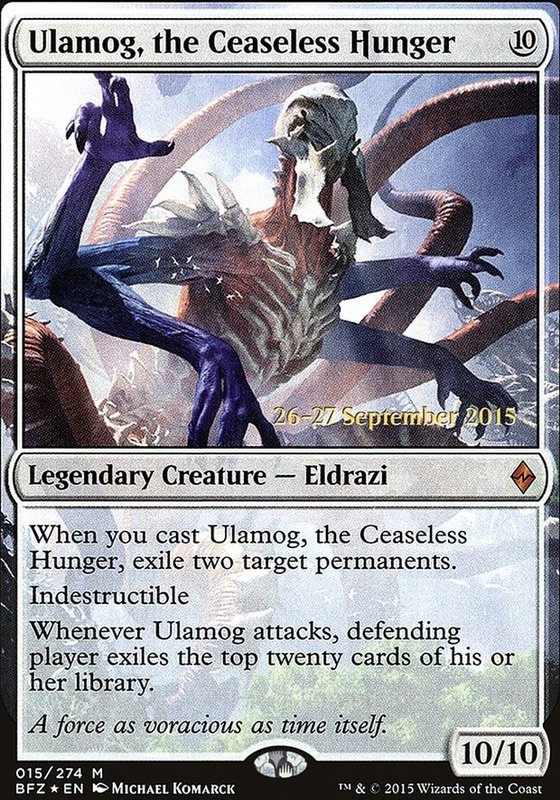 Ulamog, the Ceaseless Hunger 10
26-27 September 2015
Legendary Creature — Eldrazi
When you cast Ulamog, the Ceaseless
Hunger, exile two target permanents.
Indestructible
Whenever Ulamog attacks, defending
player exiles the top twenty cards of his or
her library.
A force as voracious as time itself.
10/10
015/274 M
BFZ ★ EN Michael Komarck ™ & © 2015 Wizards of the Coast